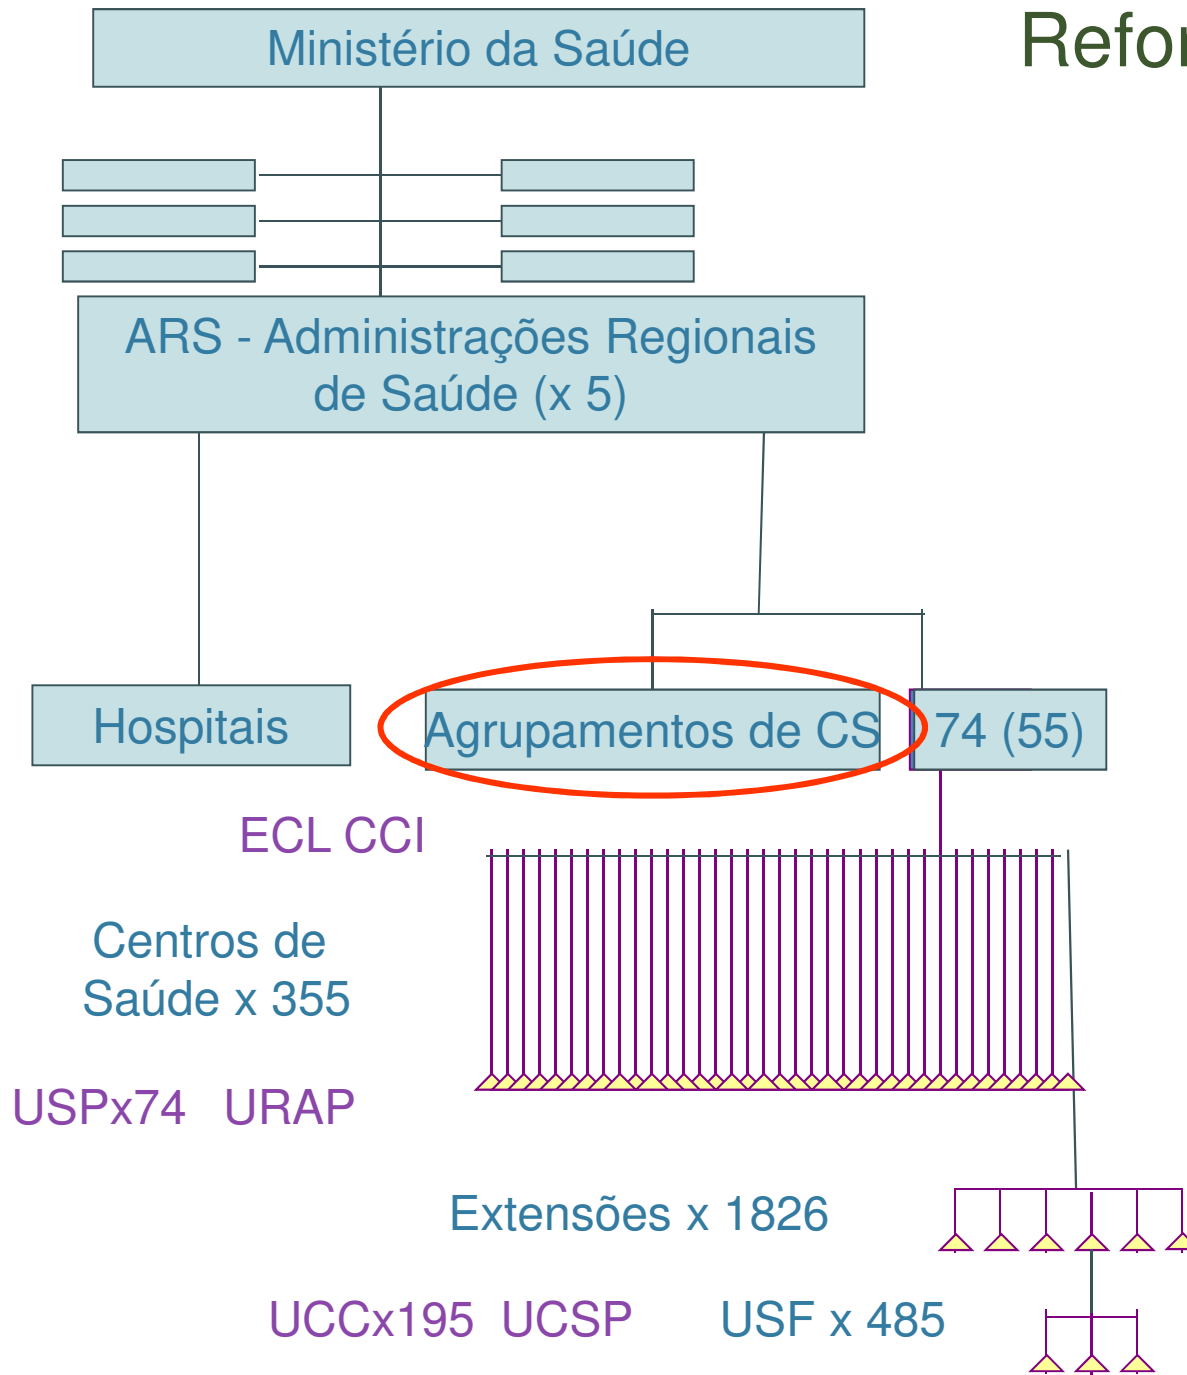 Ministério da Saúde
ARS - Administrações Regionais
de Saúde (x 5)
Hospitais
Agrupamentos de CS
74 (55)
ECL CCI
Centros de
Saúde x 355
USPx74 URAP
Extensões x 1826
UCCx195 UCSP
USF x 485